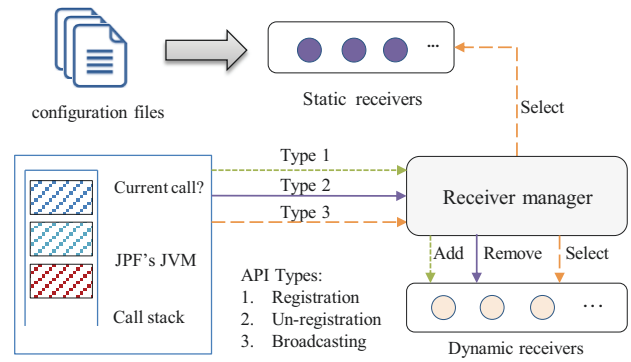 ...
configuration files
Static receivers
Select
Current call?
JPF's JVM
Call stack
Type 1
Type 2
Type 3
Receiver manager
Add
Remove
Select
API Types:
1. Registration
2. Un-registration
3. Broadcasting
...
Dynamic receivers